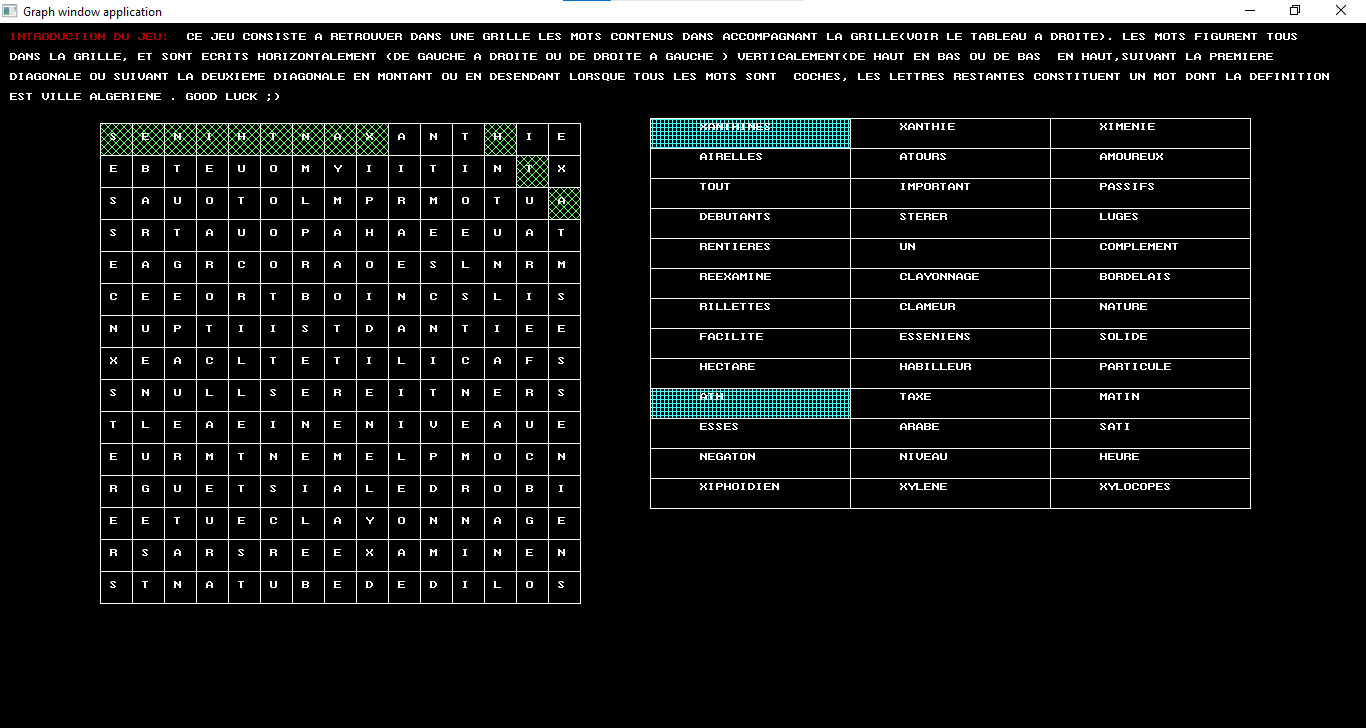 Graph window application
INTRODUCTION DU JEU: CE JEU CONSISTE A RETROUVER DANS UNE GRILLE LES MOTS CONTENUS DANS ACCOMPAGNANT LA GRILLE(VOIR LE TABLEAU A DROITE). LES MOTS FIGURENT TOUS
DANS LA GRILLE, ET SONT ECRITS HORIZONTALEMENT (DE GAUCHE A DROITE OU DE DROITE A GAUCHE ) VERTICALEMENT(DE HAUT EN BAS OU DE BAS EN HAUT,SUIVANT LA PREMIERE
DIAGONALE OU SUIVANT LA DEUXIEME DIAGONALE EN MONTANT OU EN DESENDANT LORSQUE TOUS LES MOTS SONT COCHES, LES LETTRES RESTANTES CONSTITUENT UN MOT DONT LA DEFINITION
EST VILLE ALGERIENE . GOOD LUCK ;)
S E N I H T N A X A N T H I E
E B T E U O M Y I I T I N T X
S A U O T O L M P R M O T U A
S R T A U O P A H A E E U A T
E A G R C O R A O E S L N R M
C E E O R T B O I N C S L I S
N U P T I I S T D A N T I E E
X E A C L T E T I L I C A F S
S N U L L S E R E I T N E R S
T L E A E I N E N I V E A U E
E U R M T N E M E L P M O C N
R G U E T S I A L E D R O B I
E E T U E C L A Y O N N A G E
R S A R S R E E X A M I N E N
S T N A T U B E D E D I L O S
XANTHINES XANTHIE XIMENIE
AIRELLES ATOURS AMOUREUX
TOUT IMPORTANT PASSIFS
DEBUTANTS STERER LUGES
RENTIERES UN COMPLEMENT
REEXAMINE CLAYONNAGE BORDELAIS
RILLETTES CLAMEUR NATURE
FACILITE ESSENIENS SOLIDE
HECTARE HABILLEUR PARTICULE
ATH TAXE MATIN
ESSES ARABE SATI
NEGATON NIVEAU HEURE
XIPHOIDIEN XYLENE XYLOCOPES